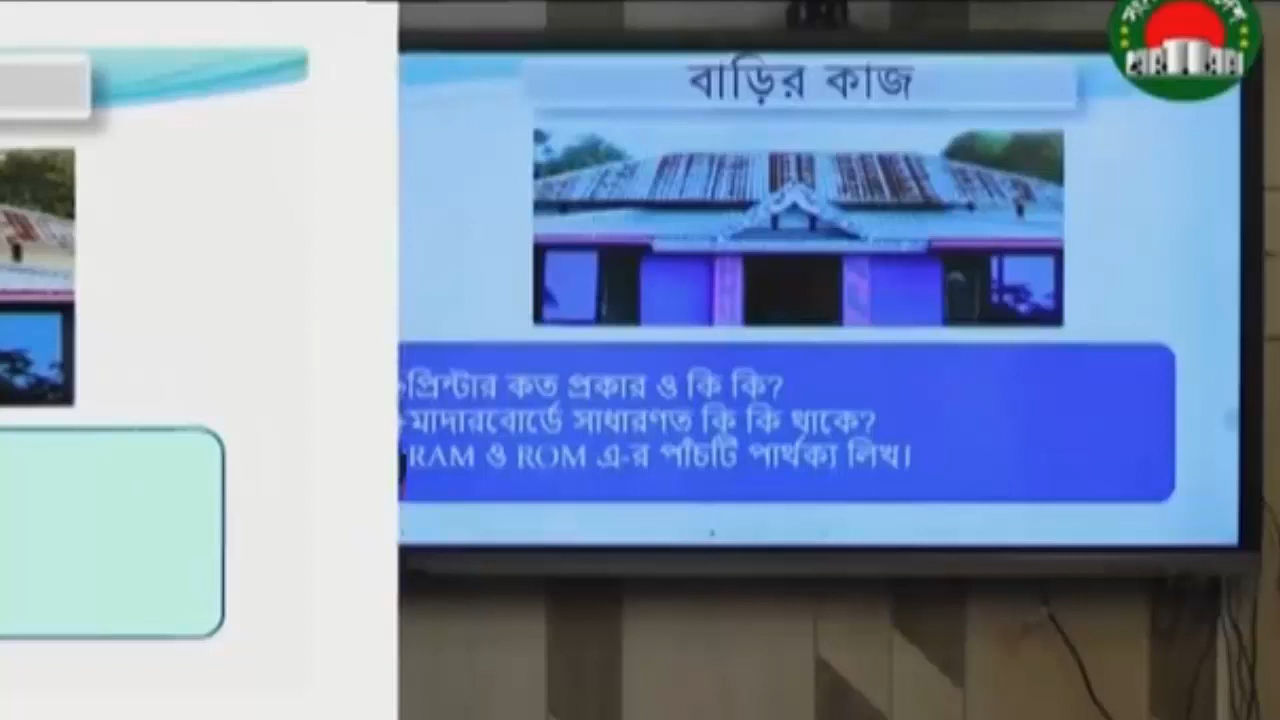 বাড়ির কাজ
প্রিন্টার কত প্রকার ও কি কি?
মাদারবোর্ডে সাধারণত কি কি থাকে?
RAM ও ROM এ-র পাঁচটি পার্থক্য লিখ।